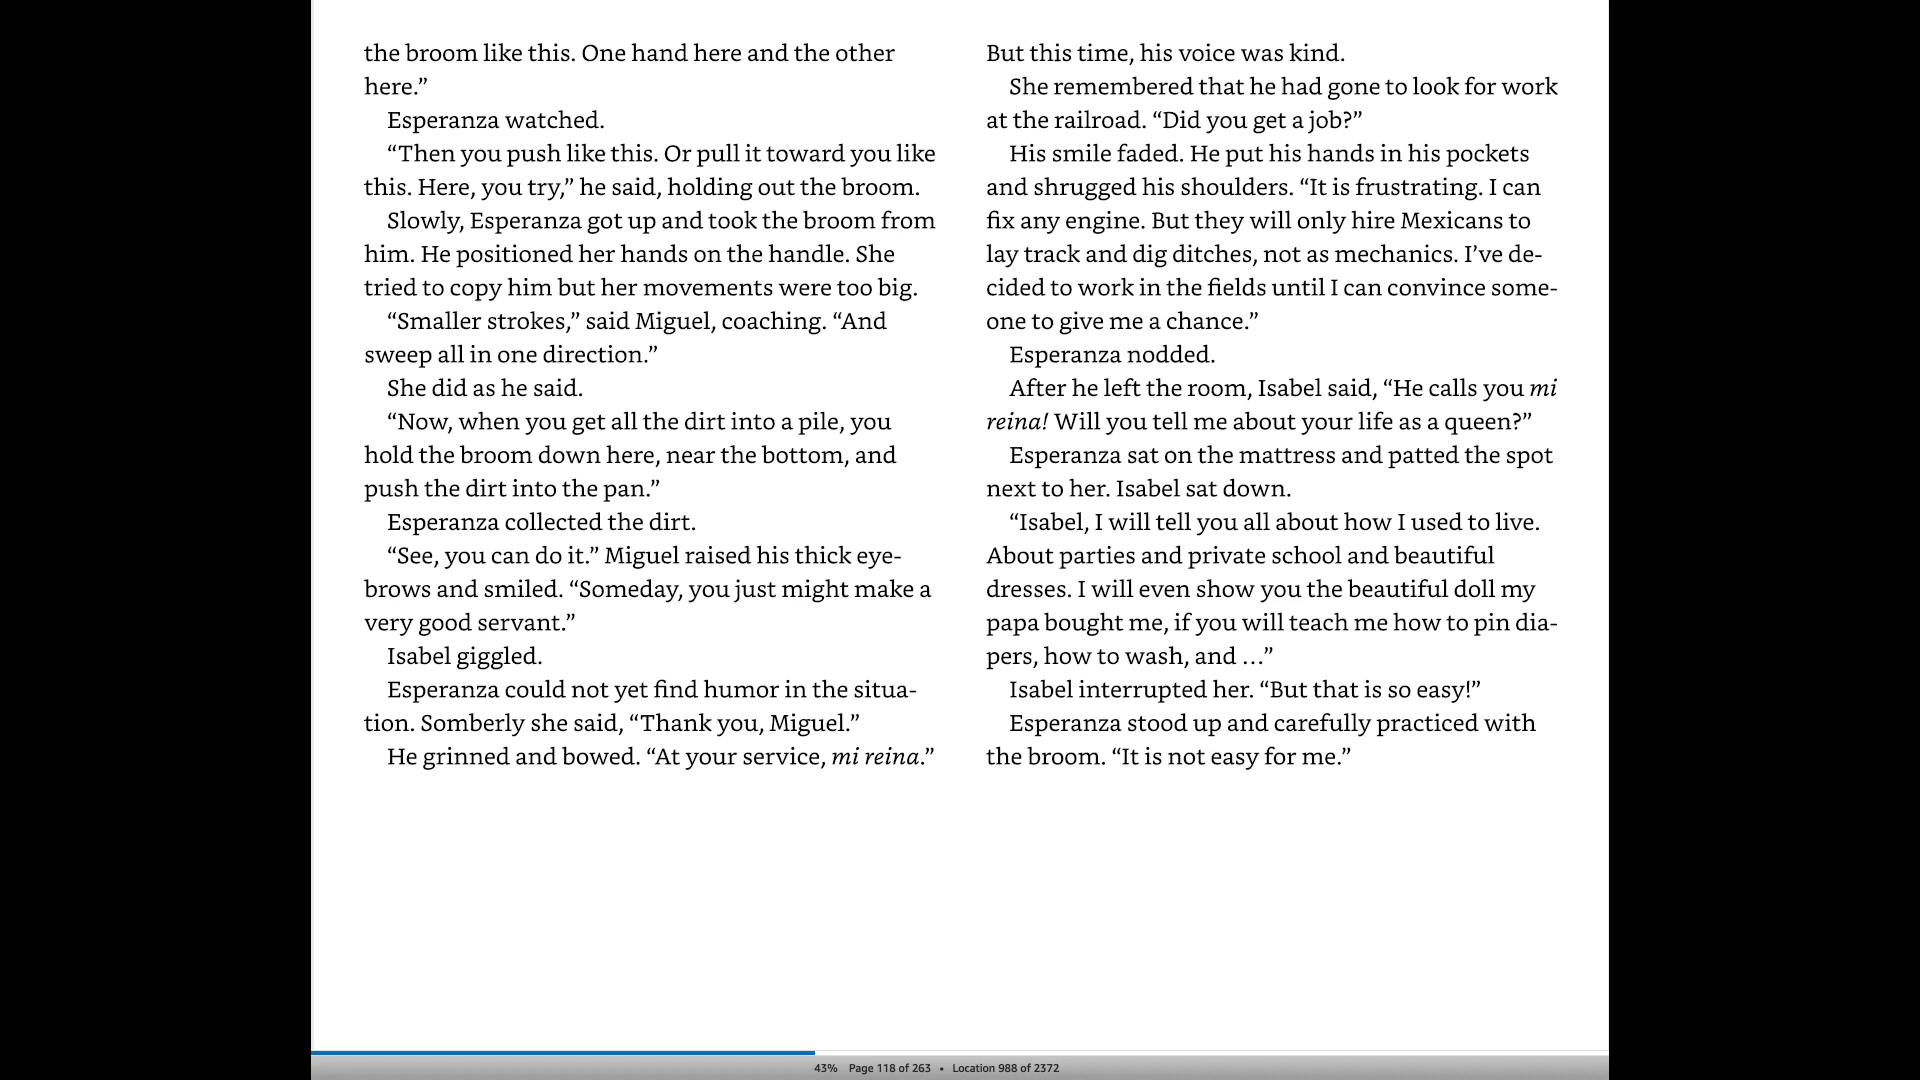 the broom like this. One hand here and the other
here.”
Esperanza watched.
“Then you push like this. Or pull it toward you like
this. Here, you try,” he said, holding out the broom.
Slowly, Esperanza got up and took the broom from
him. He positioned her hands on the handle. She
tried to copy him but her movements were too big.
“Smaller strokes,” said Miguel, coaching. “And
sweep all in one direction.”
She did as he said.
“Now, when you get all the dirt into a pile, you
hold the broom down here, near the bottom, and
push the dirt into the pan.”
Esperanza collected the dirt.
“See, you can do it.” Miguel raised his thick eye-
brows and smiled. “Someday, you just might make a
very good servant.”
Isabel giggled.
Esperanza could not yet find humor in the situa-
tion. Somberly she said, “Thank you, Miguel.”
He grinned and bowed. “At your service, mi reina.”
But this time, his voice was kind.
She remembered that he had gone to look for work
at the railroad. “Did you get a job?”
His smile faded. He put his hands in his pockets
and shrugged his shoulders. “It is frustrating. I can
fix any engine. But they will only hire Mexicans to
lay track and dig ditches, not as mechanics. I’ve de-
cided to work in the fields until I can convince some-
one to give me a chance.”
Esperanza nodded.
After he left the room, Isabel said, “He calls you mi
reina! Will you tell me about your life as a queen?”
Esperanza sat on the mattress and patted the spot
next to her. Isabel sat down.
“Isabel, I will tell you all about how I used to live.
About parties and private school and beautiful
dresses. I will even show you the beautiful doll my
papa bought me, if you will teach me how to pin dia-
pers, how to wash, and …”
Isabel interrupted her. “But that is so easy!”
Esperanza stood up and carefully practiced with
the broom. “It is not easy for me.”
43% Page 118 of 263 • Location 988 of 2372